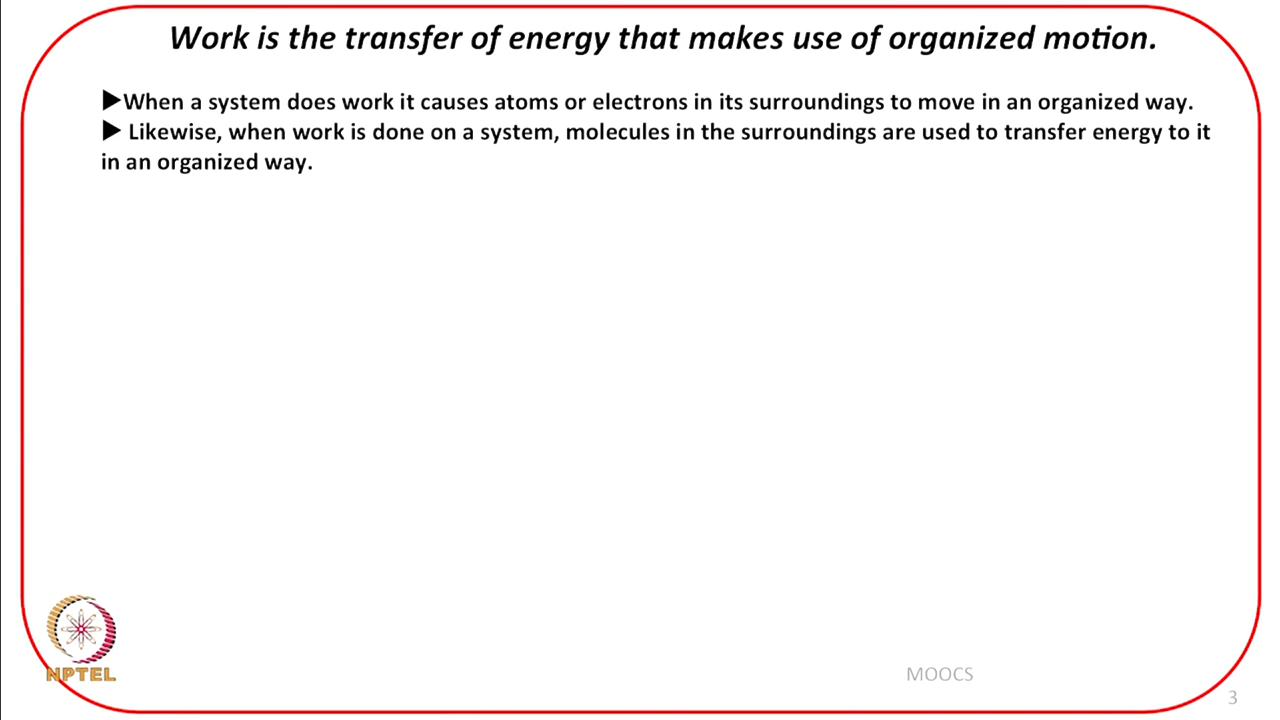 Work is the transfer of energy that makes use of organized motion.
▶When a system does work it causes atoms or electrons in its surroundings to move in an organized way.
▶ Likewise, when work is done on a system, molecules in the surroundings are used to transfer energy to it
in an organized way.
NPTEL
MOOCS
3